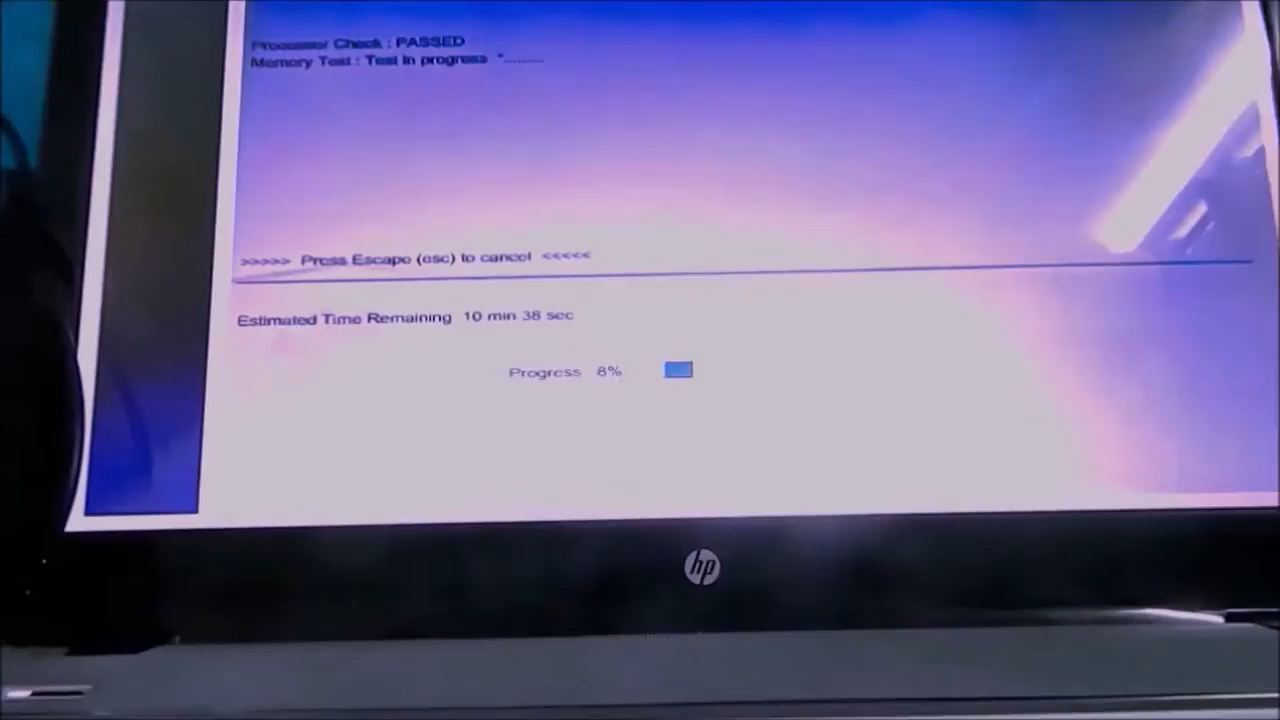 Processor Check : PASSED
Memory Test : Test in progress *.........
>>>>> Press Escape (esc) to cancel <<<<<
Estimated Time Remaining 10 min 38 sec
Progress 8%
hp